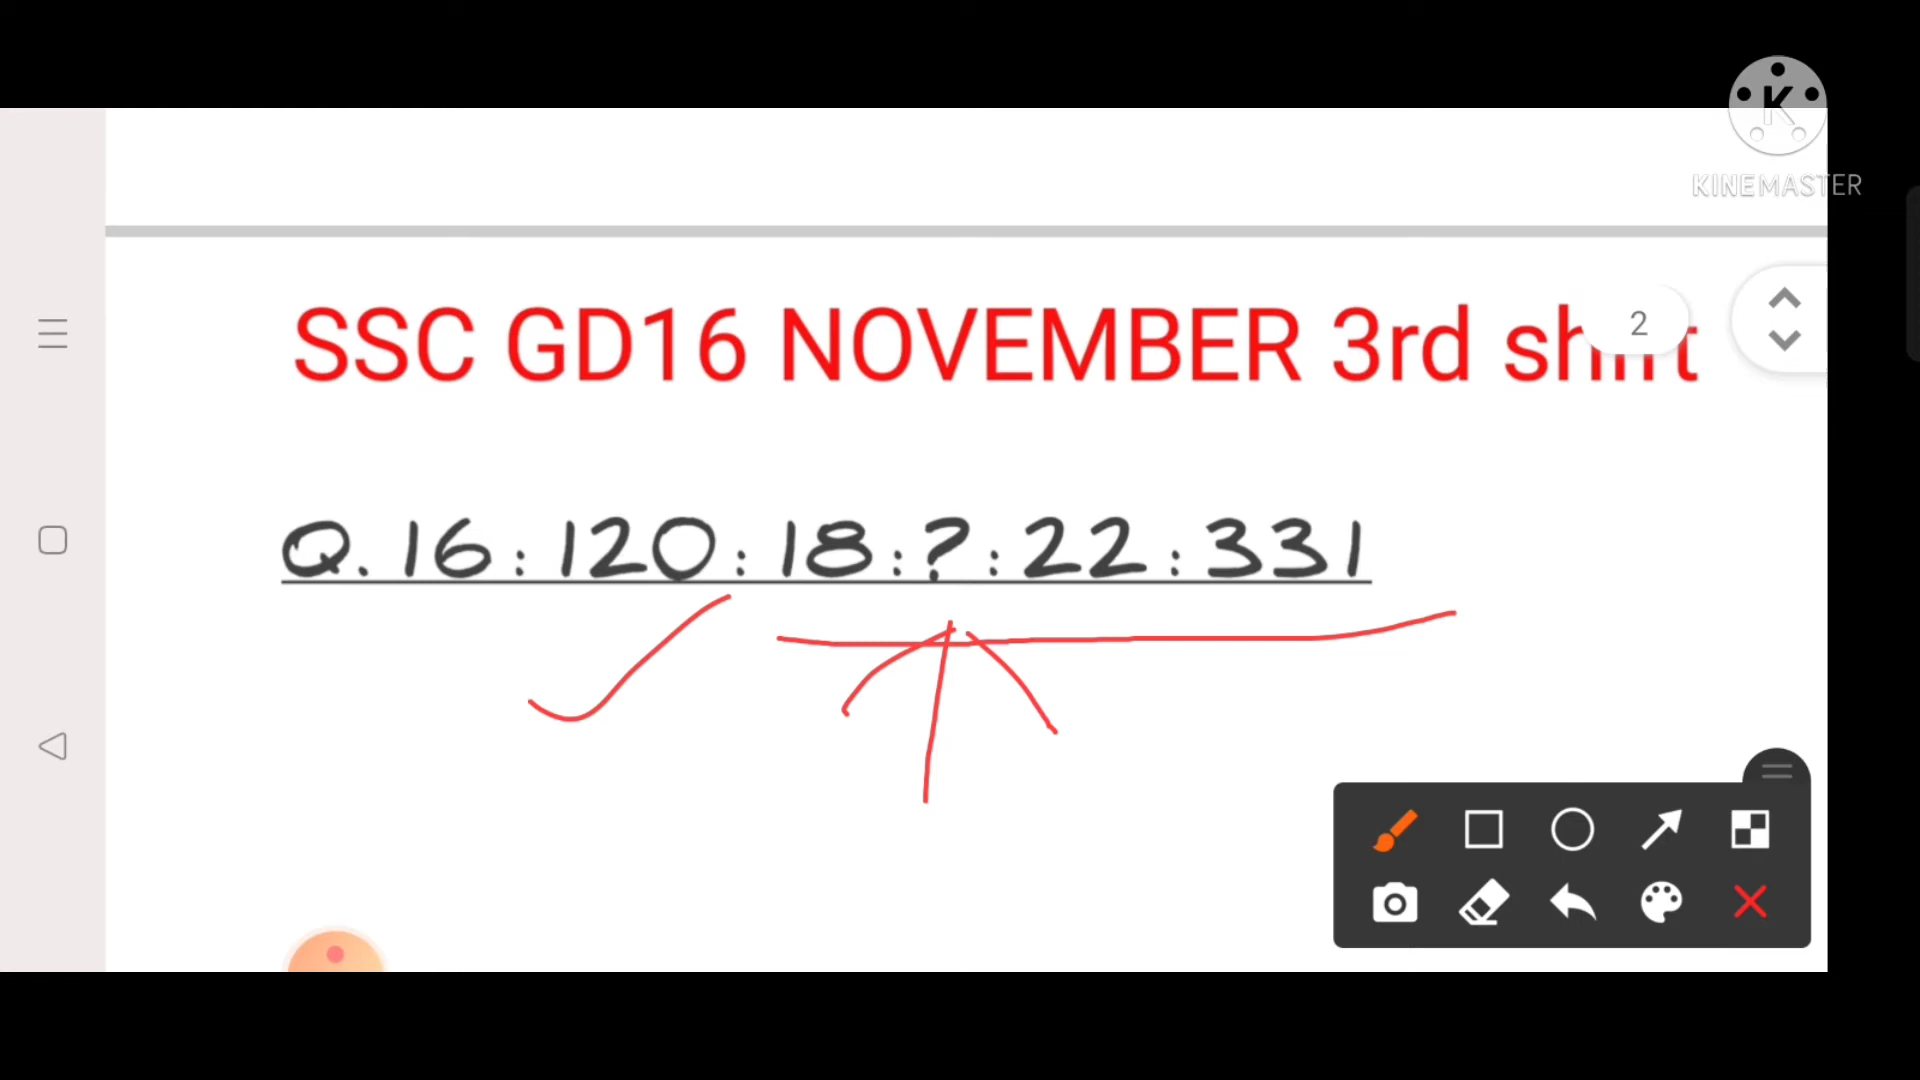 KINEMASTER
SSC GD16 NOVEMBER 3rd shift
2
Q. 16 : 120 : 18 : ? : 22 : 331